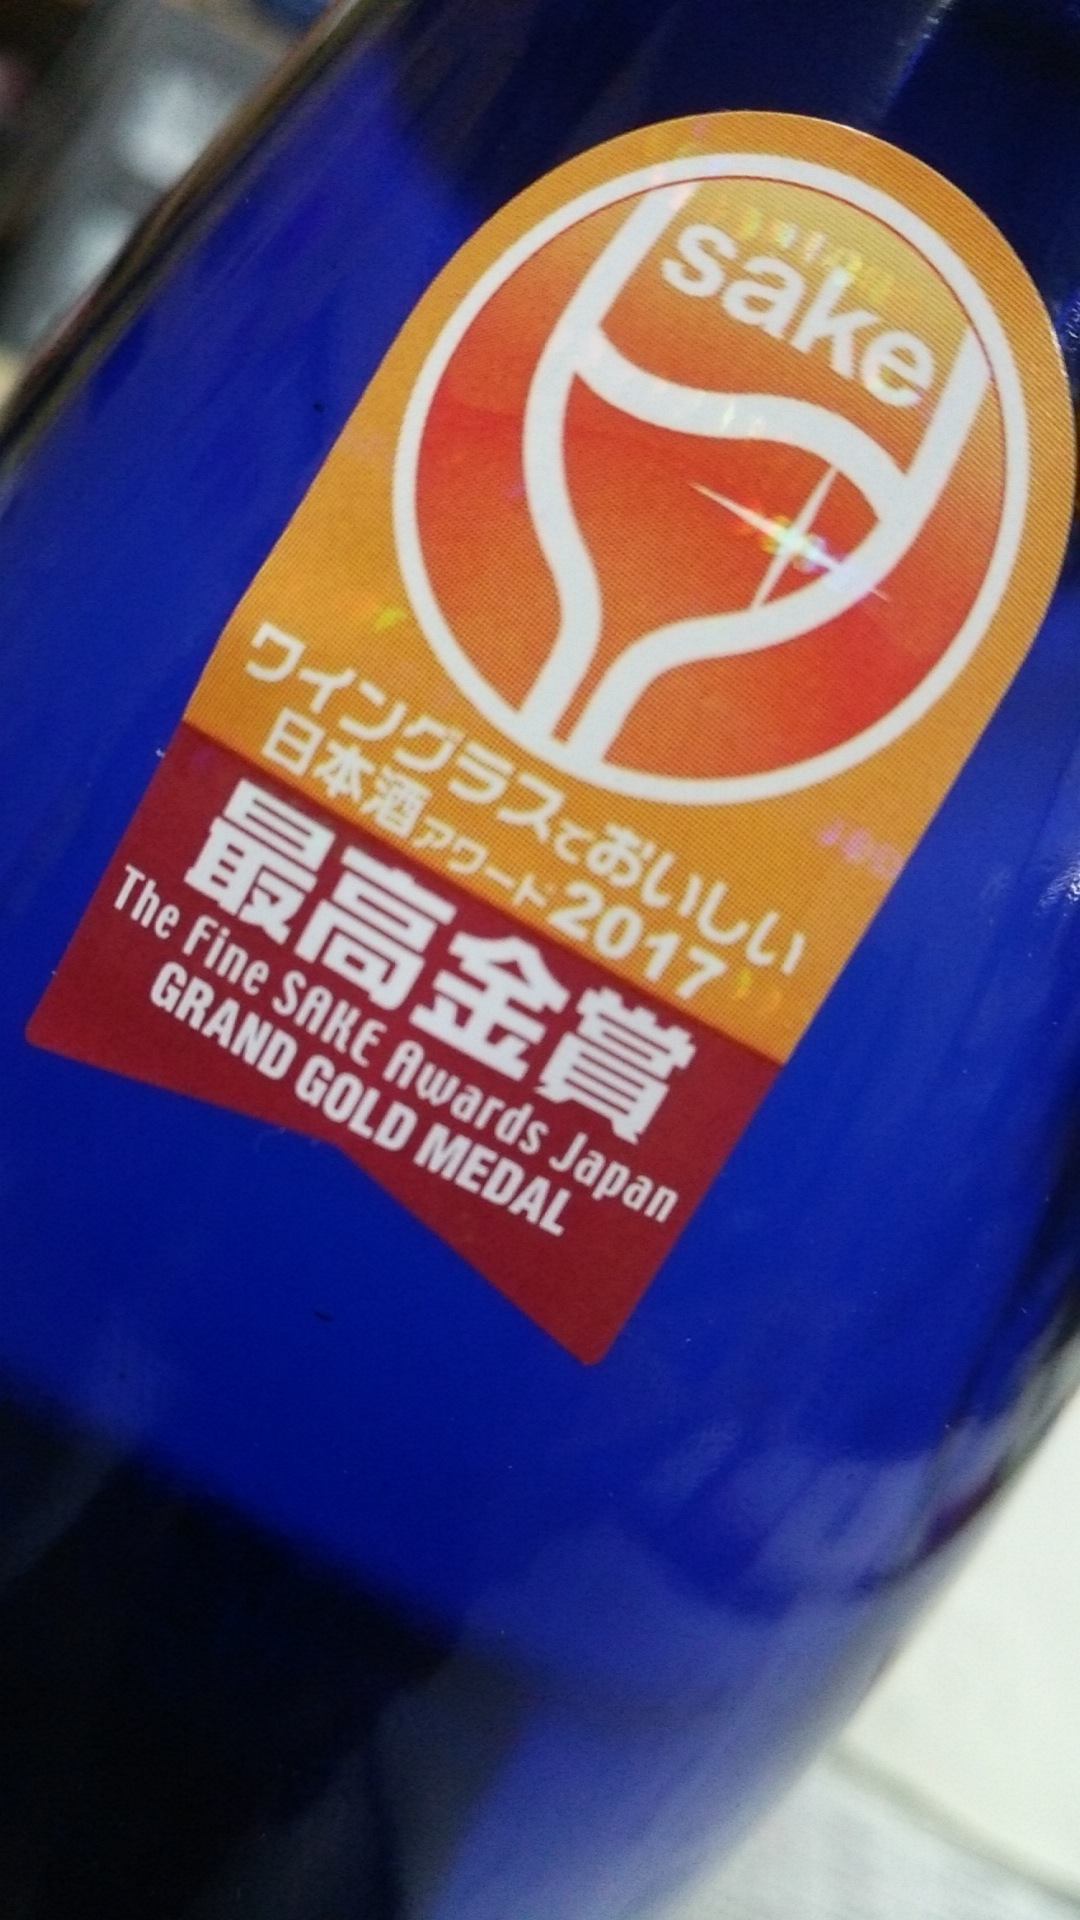 sake
ワイングラスでおいしい
日本酒アワード2017
最高金賞
The Fine SAKE Awards Japan
GRAND GOLD MEDAL